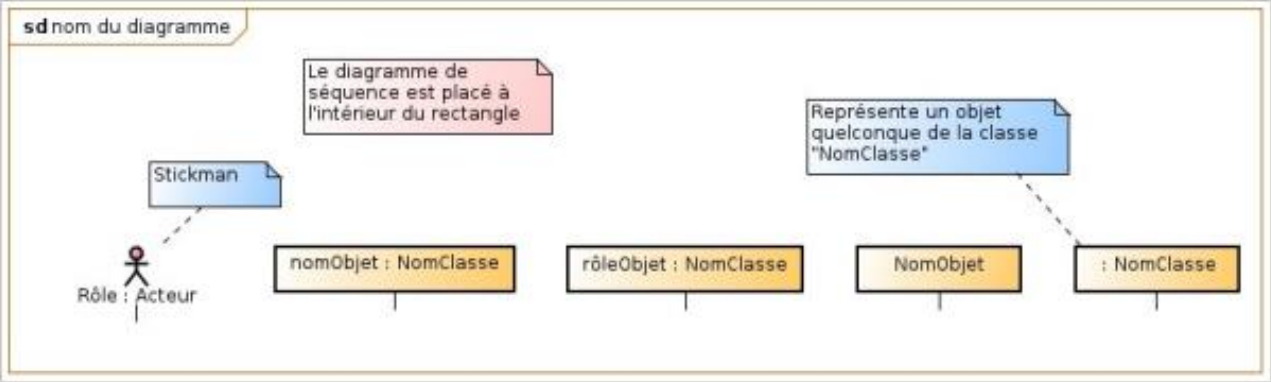 sd nom du diagramme
Le diagramme de
séquence est placé à
l'intérieur du rectangle
Représente un objet
quelconque de la classe
"NomClasse"
Stickman
Rôle : Acteur
nomObjet : NomClasse
rôleObjet : NomClasse
NomObjet
: NomClasse